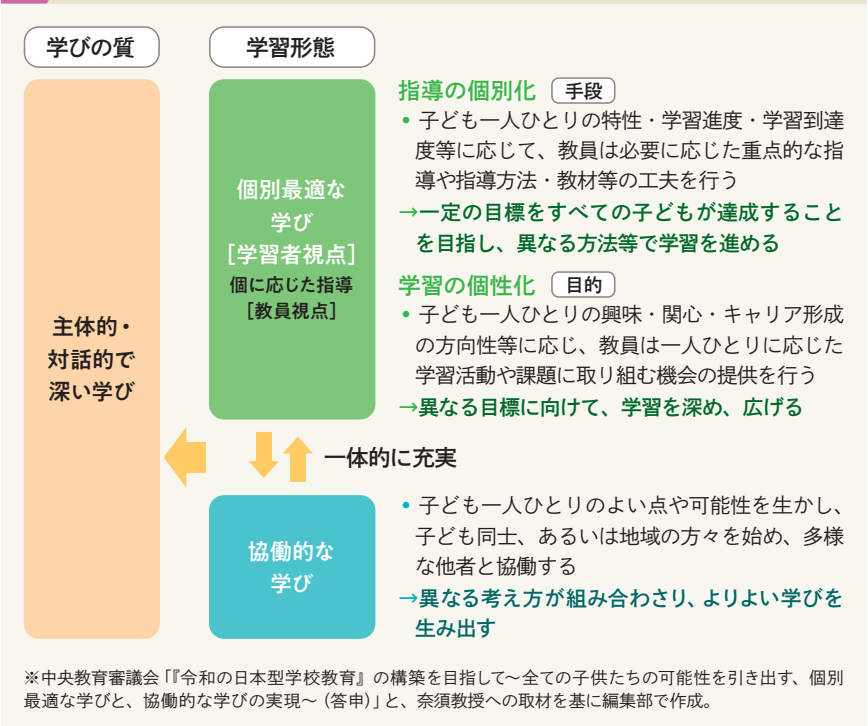 学びの質
学習形態
主体的・
対話的で
深い学び
個別最適な
学び
[学習者視点]
個に応じた指導
[教員視点]
指導の個別化 手段
• 子ども一人ひとりの特性・学習進度・学習到達
度等に応じて、教員は必要に応じた重点的な指
導や指導方法・教材等の工夫を行う
→一定の目標をすべての子どもが達成すること
を目指し、異なる方法等で学習を進める
学習の個性化 目的
• 子ども一人ひとりの興味・関心・キャリア形成
の方向性等に応じ、教員は一人ひとりに応じた
学習活動や課題に取り組む機会の提供を行う
→異なる目標に向けて、学習を深め、広げる
一体的に充実
協働的な
学び
• 子ども一人ひとりのよい点や可能性を生かし、
子ども同士、あるいは地域の方々を始め、多様
な他者と協働する
→異なる考え方が組み合わさり、よりよい学びを
生み出す
※中央教育審議会「『令和の日本型学校教育』の構築を目指して～全ての子供たちの可能性を引き出す、個別
最適な学びと、協働的な学びの実現～（答申）」と、奈須教授への取材を基に編集部で作成。